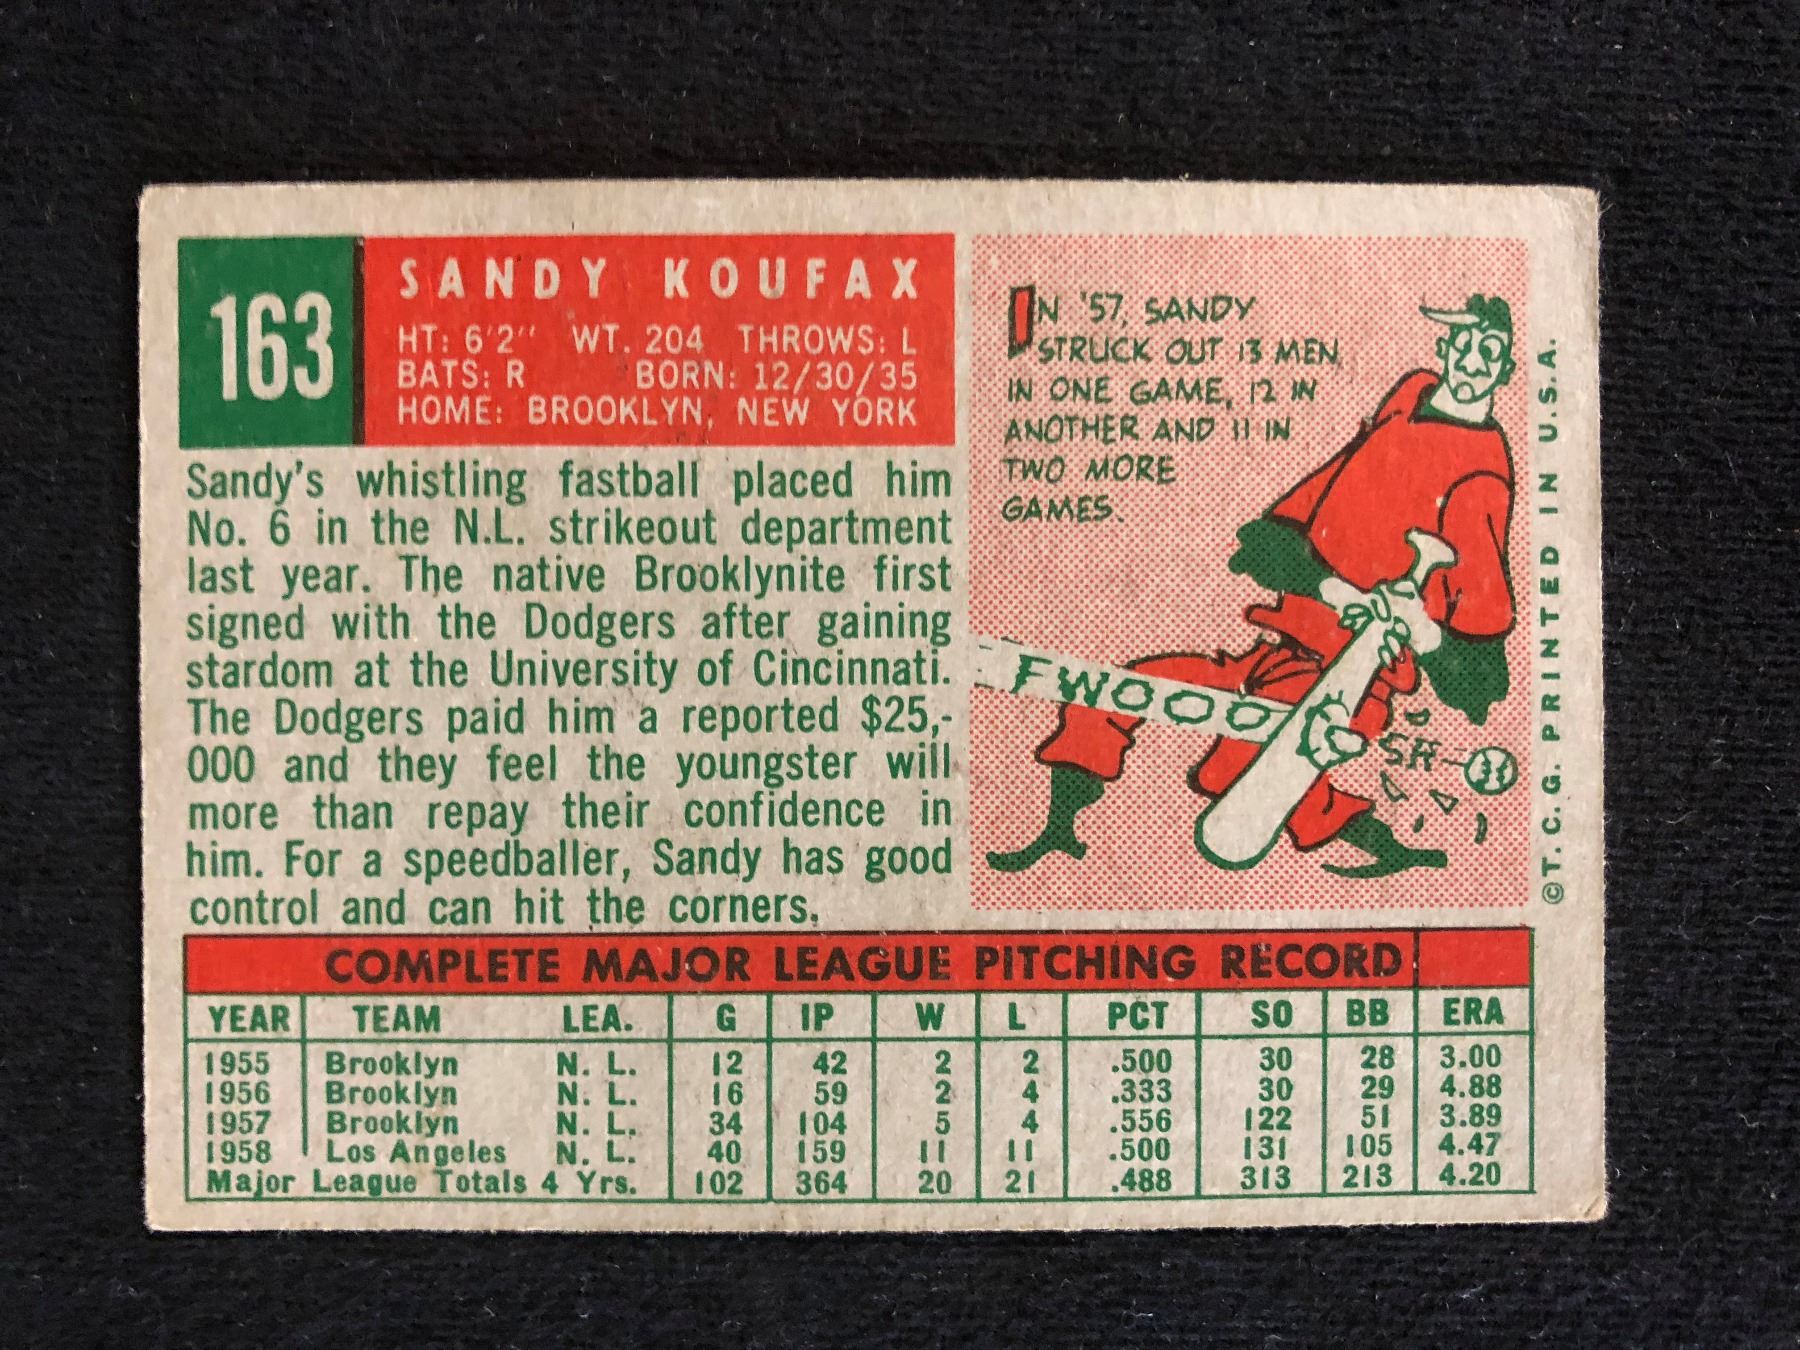 163
SANDY KOUFAX
HT: 6'2" WT. 204 THROWS: L
BATS: R BORN: 12/30/35
HOME: BROOKLYN, NEW YORK
Sandy's whistling fastball placed him
No. 6 in the N.L. strikeout department
last year. The native Brooklynite first
signed with the Dodgers after gaining
stardom at the University of Cincinnati.
The Dodgers paid him a reported $25,-
000 and they feel the youngster will
more than repay their confidence in
him. For a speedballer, Sandy has good
control and can hit the corners.
IN '57, SANDY
STRUCK OUT 13 MEN
IN ONE GAME, 12 IN
ANOTHER AND 11 IN
TWO MORE
GAMES.
FWOOO
SH-
©T.C.G. PRINTED IN U.S.A.
COMPLETE MAJOR LEAGUE PITCHING RECORD
YEAR TEAM LEA. G IP W L PCT SO BB ERA
1955 Brooklyn N. L. 12 42 2 2 .500 30 28 3.00
1956 Brooklyn N. L. 16 59 2 4 .333 30 29 4.88
1957 Brooklyn N. L. 34 104 5 4 .556 122 51 3.89
1958 Los Angeles N. L. 40 159 11 11 .500 131 105 4.47
Major League Totals 4 Yrs. 102 364 20 21 .488 313 213 4.20